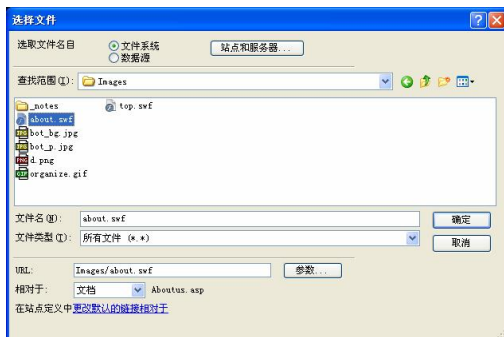 选择文件
选取文件名自 文件系统 站点和服务器...
数据源
查找范围(I): Images
_notes top.swf
about.swf
bot_bg.jpg
bot_p.jpg
d.png
organize.gif
文件名(N): about.swf 确定
文件类型(T): 所有文件 (*.*) 取消
URL: Images/about.swf 参数...
相对于: 文档 Aboutus.asp
在站点定义中更改默认的链接相对于